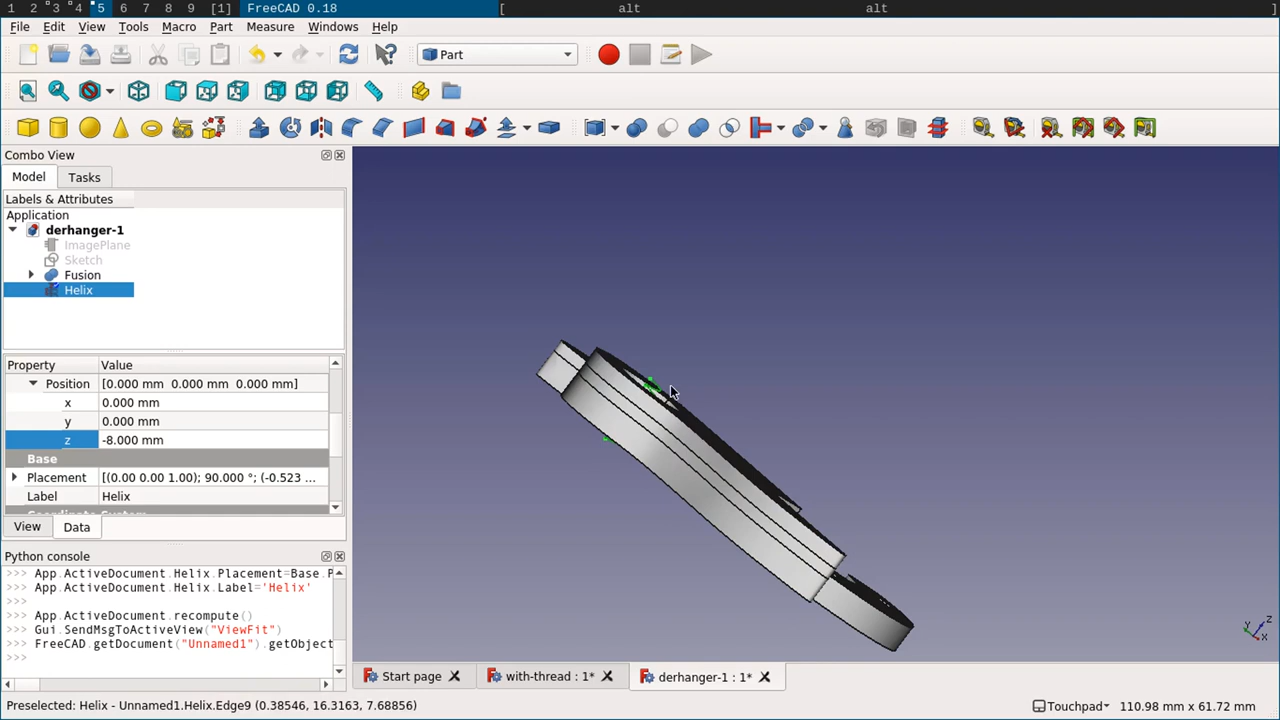 1 2 3 4 5 6 7 8 9 [1] FreeCAD 0.18 [ alt alt ]
File Edit View Tools Macro Part Measure Windows Help
Part
Combo View
Model Tasks
Labels & Attributes
Application
derhanger-1
ImagePlane
Sketch
Fusion
Helix
Property Value
Position [0.000 mm 0.000 mm 0.000 mm]
x 0.000 mm
y 0.000 mm
z -8.000 mm
Base
Placement [(0.00 0.00 1.00); 90.000 °; (-0.523 ...
Label Helix
View Data
Python console
>>> App.ActiveDocument.Helix.Placement=Base.P
>>> App.ActiveDocument.Helix.Label='Helix'
>>>
>>> App.ActiveDocument.recompute()
>>> Gui.SendMsgToActiveView("ViewFit")
>>> FreeCAD.getDocument("Unnamed1").getObject
>>>
Z
Y
X
Start page with-thread : 1* derhanger-1 : 1*
Preselected: Helix - Unnamed1.Helix.Edge9 (0.38546, 16.3163, 7.68856) Touchpad 110.98 mm x 61.72 mm